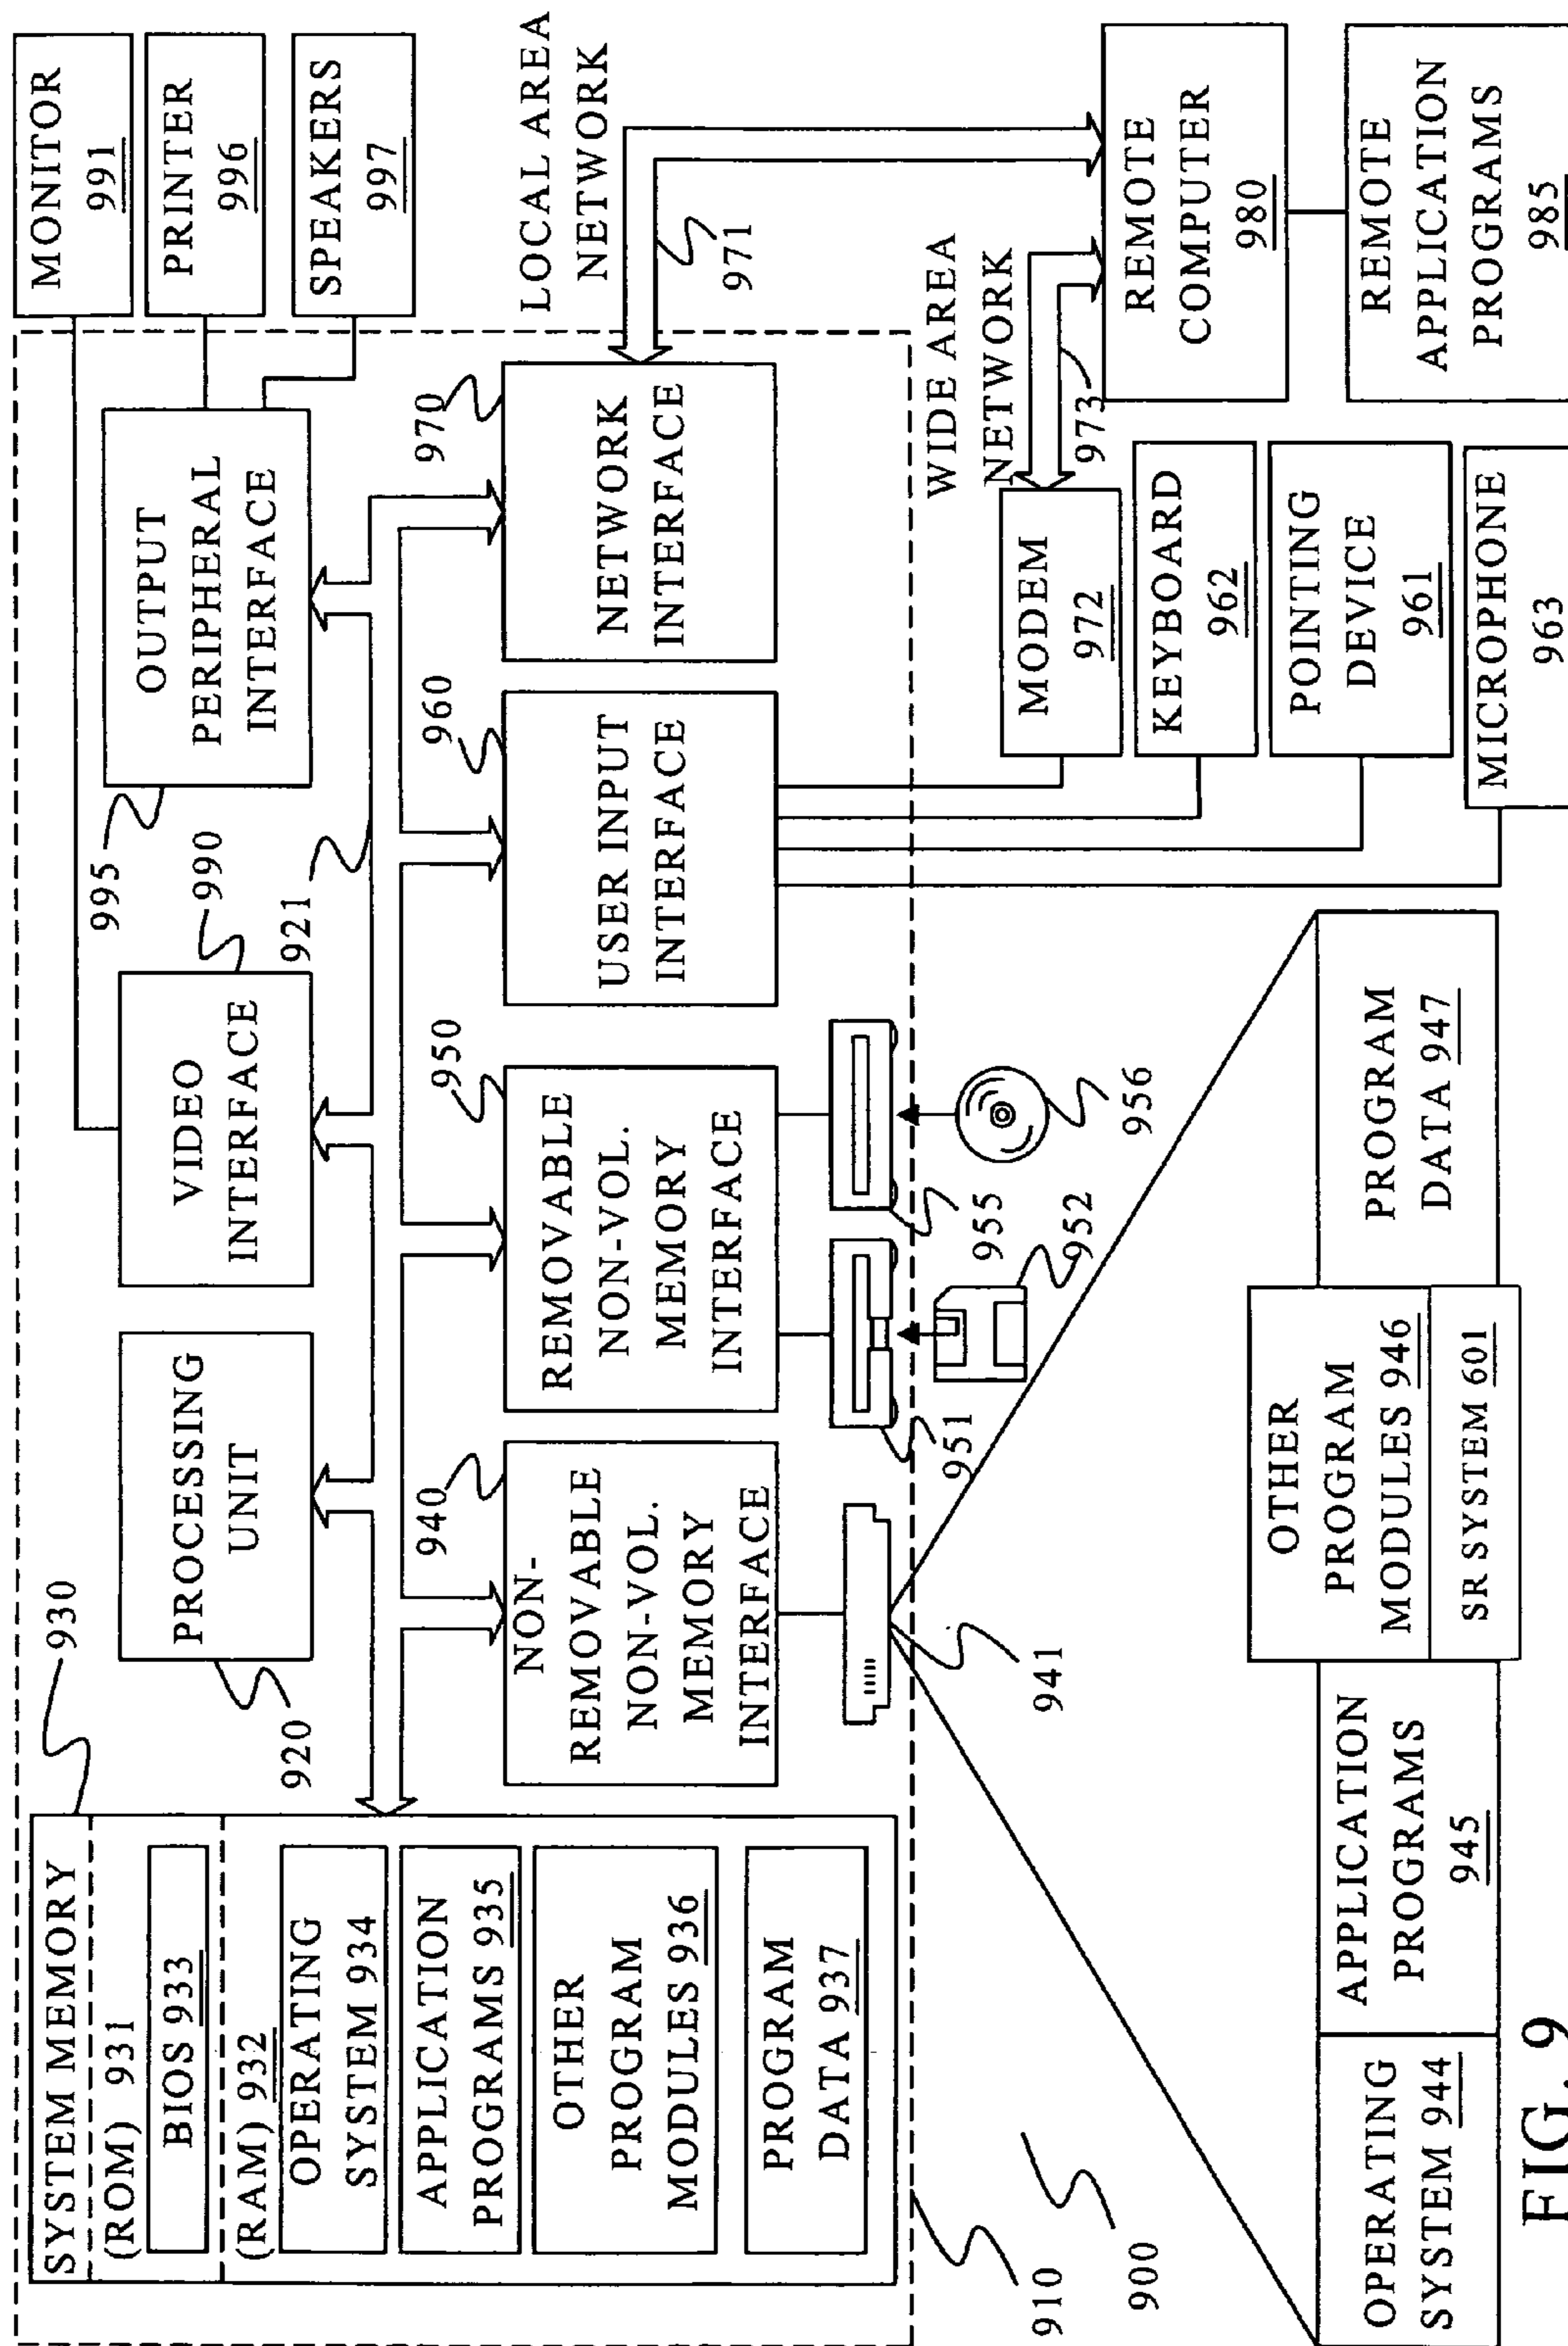 SYSTEM MEMORY
(ROM) 931
BIOS 933
(RAM) 932
OPERATING
SYSTEM 934
APPLICATION
PROGRAMS 935
OTHER
PROGRAM
MODULES 936
PROGRAM
DATA 937
930
PROCESSING
UNIT
920
VIDEO
INTERFACE
990
921
OUTPUT
PERIPHERAL
INTERFACE
995
MONITOR
991
PRINTER
996
SPEAKERS
997
NON-
REMOVABLE
NON-VOL.
MEMORY
INTERFACE
940
REMOVABLE
NON-VOL.
MEMORY
INTERFACE
950
USER INPUT
INTERFACE
960
NETWORK
INTERFACE
970
LOCAL AREA
NETWORK
971
WIDE AREA
NETWORK
973
941
951
952
955
956
MODEM
972
KEYBOARD
962
POINTING
DEVICE
961
MICROPHONE
963
REMOTE
COMPUTER
980
REMOTE
APPLICATION
PROGRAMS
985
910
900
OPERATING
SYSTEM 944
APPLICATION
PROGRAMS
945
OTHER
PROGRAM
MODULES 946
SR SYSTEM 601
PROGRAM
DATA 947
FIG. 9